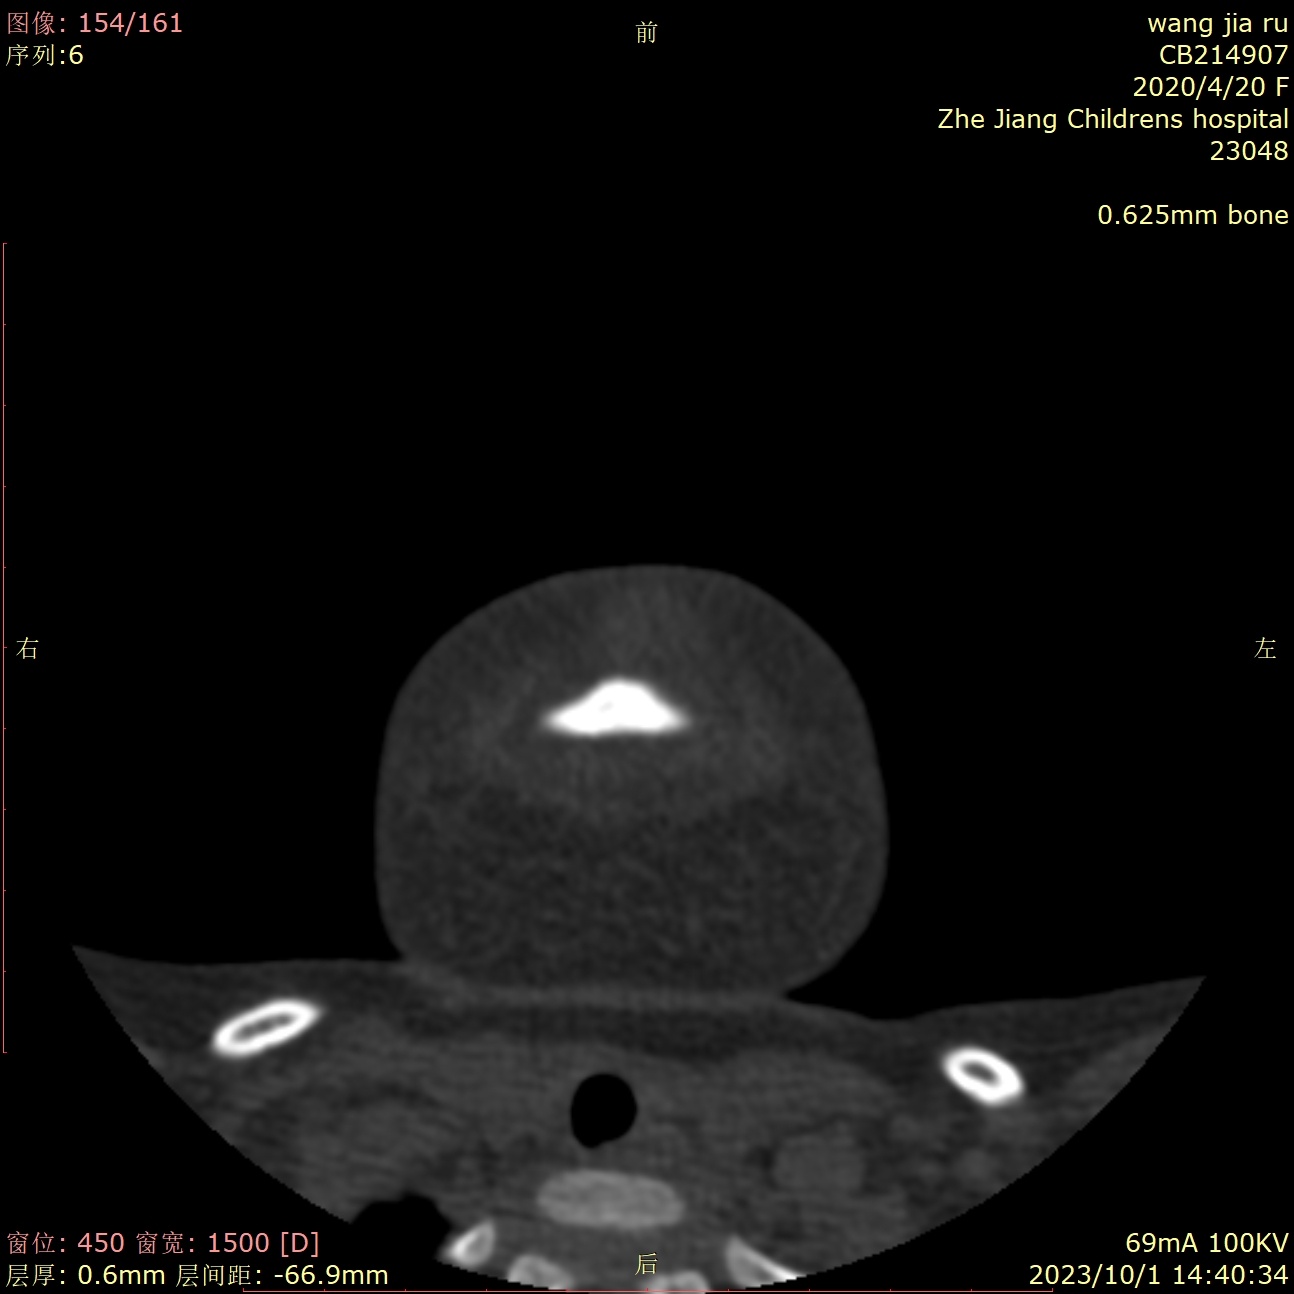 图像: 154/161
序列:6
前
wang jia ru
CB214907
2020/4/20 F
Zhe Jiang Childrens hospital
23048
0.625mm bone
右
左
窗位: 450 窗宽: 1500 [D]
层厚: 0.6mm 层间距: -66.9mm
后
69mA 100KV
2023/10/1 14:40:34